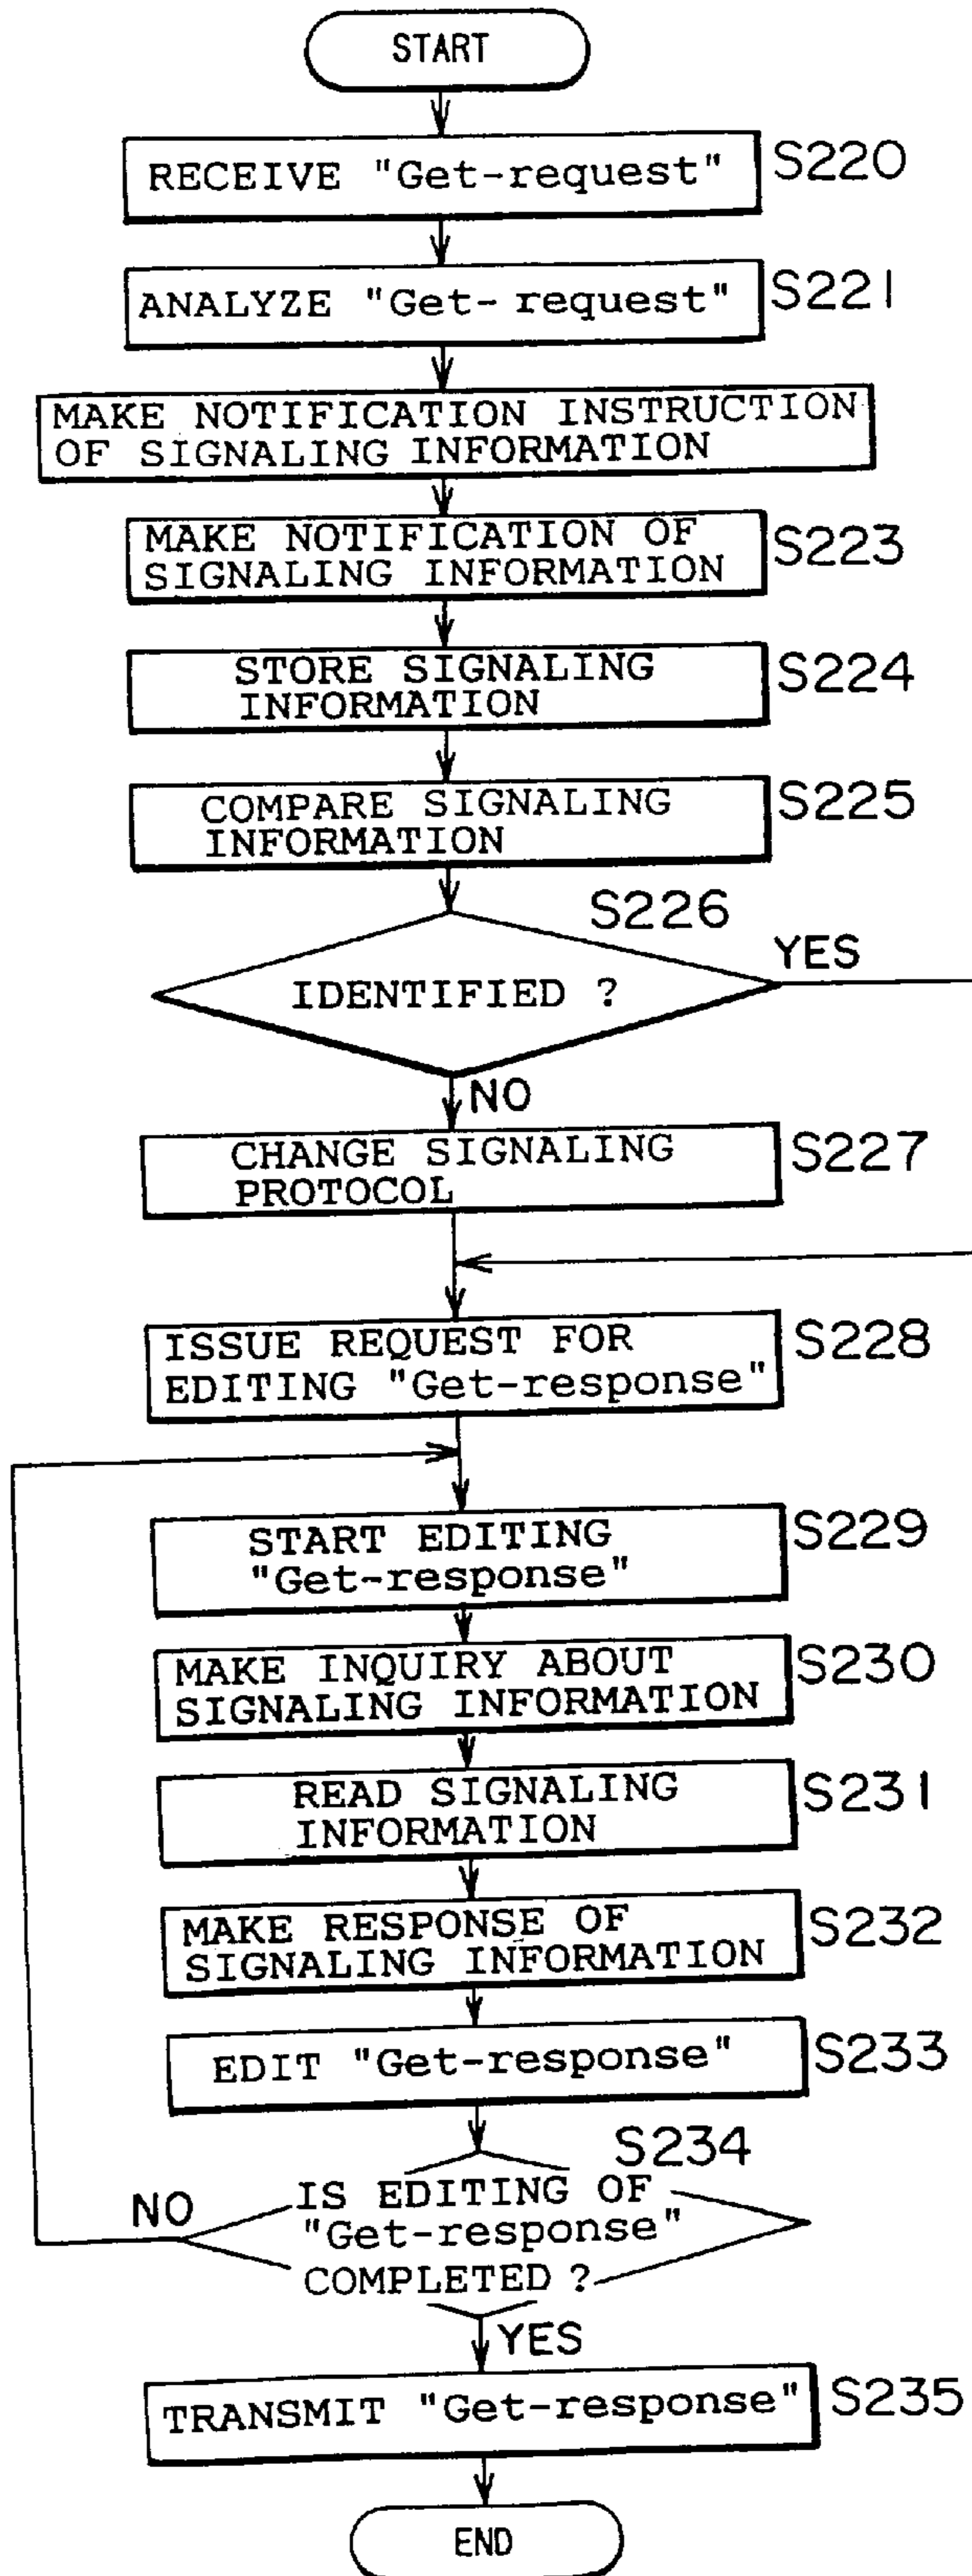 START
RECEIVE "Get-request"
S220
ANALYZE "Get- request"
S221
MAKE NOTIFICATION INSTRUCTION
OF SIGNALING INFORMATION
MAKE NOTIFICATION OF
SIGNALING INFORMATION
S223
STORE SIGNALING
INFORMATION
S224
COMPARE SIGNALING
INFORMATION
S225
S226
IDENTIFIED ?
YES
NO
CHANGE SIGNALING
PROTOCOL
S227
ISSUE REQUEST FOR
EDITING "Get-response"
S228
START EDITING
"Get-response"
S229
MAKE INQUIRY ABOUT
SIGNALING INFORMATION
S230
READ SIGNALING
INFORMATION
S231
MAKE RESPONSE OF
SIGNALING INFORMATION
S232
EDIT "Get-response"
S233
S234
IS EDITING OF
"Get-response"
COMPLETED ?
NO
YES
TRANSMIT "Get-response"
S235
END